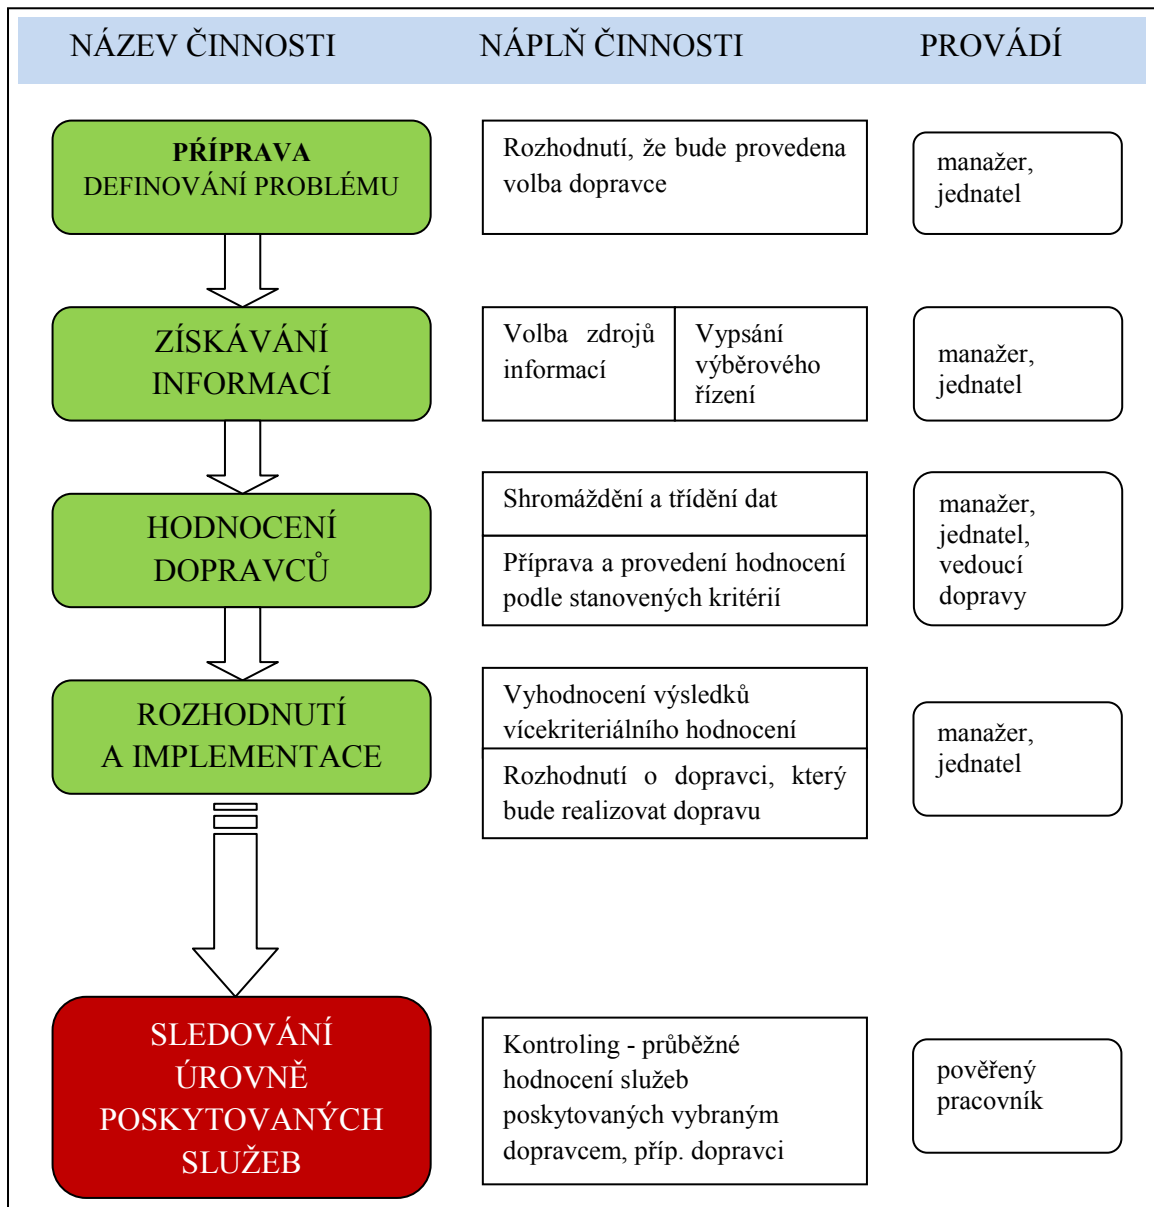 NÁZEV ČINNOSTI
NÁPLŇ ČINNOSTI
PROVÁDÍ
PŘÍPRAVA
DEFINOVÁNÍ PROBLÉMU
Rozhodnutí, že bude provedena
volba dopravce
manažer,
jednatel
ZÍSKÁVÁNÍ
INFORMACÍ
Volba zdrojů
informací
Vypsání
výběrového
řízení
manažer,
jednatel
HODNOCENÍ
DOPRAVCŮ
Shromáždění a třídění dat
Příprava a provedení hodnocení
podle stanovených kritérií
manažer,
jednatel,
vedoucí
dopravy
ROZHODNUTÍ
A IMPLEMENTACE
Vyhodnocení výsledků
vícekriteriálního hodnocení
Rozhodnutí o dopravci, který
bude realizovat dopravu
manažer,
jednatel
SLEDOVÁNÍ
ÚROVNĚ
POSKYTOVANÝCH
SLUŽEB
Kontroling - průběžné
hodnocení služeb
poskytovaných vybraným
dopravcem, příp. dopravci
pověřený
pracovník